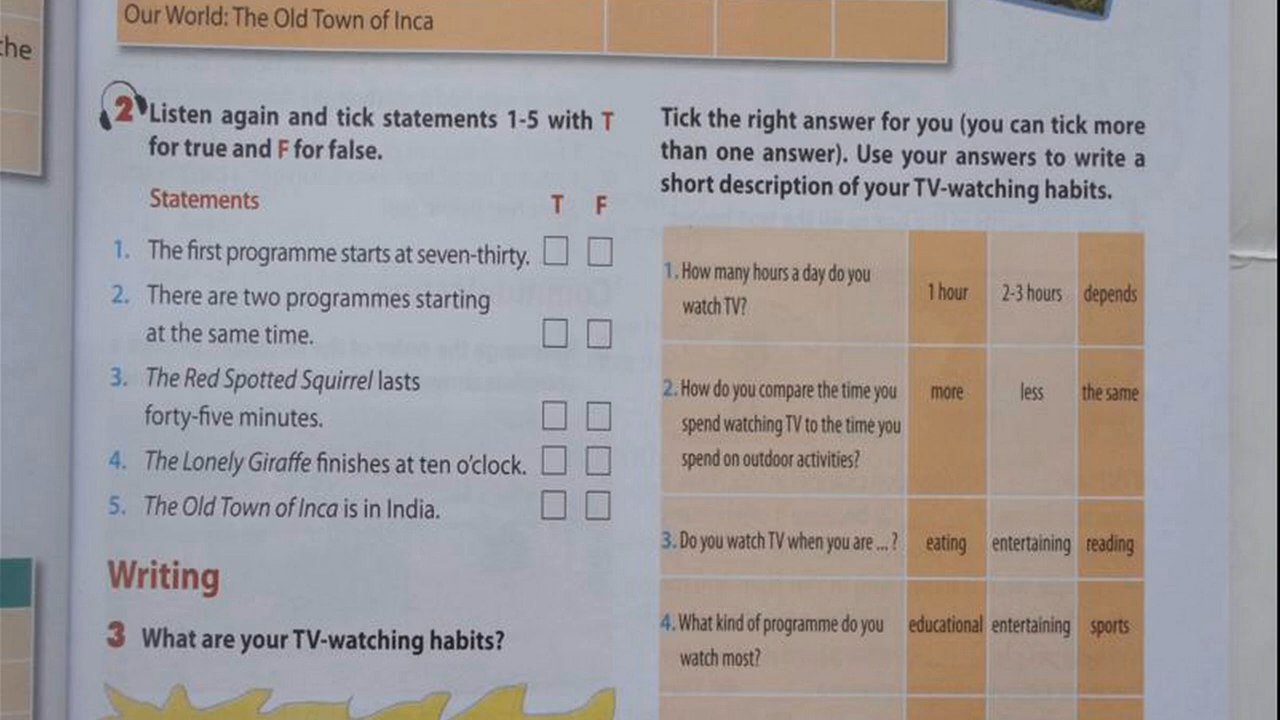 Our World: The Old Town of Inca
the
2 Listen again and tick statements 1-5 with T
for true and F for false.
Statements T F
1. The first programme starts at seven-thirty.
2. There are two programmes starting
at the same time.
3. The Red Spotted Squirrel lasts
forty-five minutes.
4. The Lonely Giraffe finishes at ten o'clock.
5. The Old Town of Inca is in India.
Writing
3 What are your TV-watching habits?
Tick the right answer for you (you can tick more
than one answer). Use your answers to write a
short description of your TV-watching habits.
1. How many hours a day do you
watch TV?
1 hour 2-3 hours depends
2. How do you compare the time you
spend watching TV to the time you
spend on outdoor activities?
more less the same
3. Do you watch TV when you are ... ? eating entertaining reading
4. What kind of programme do you
watch most?
educational entertaining sports